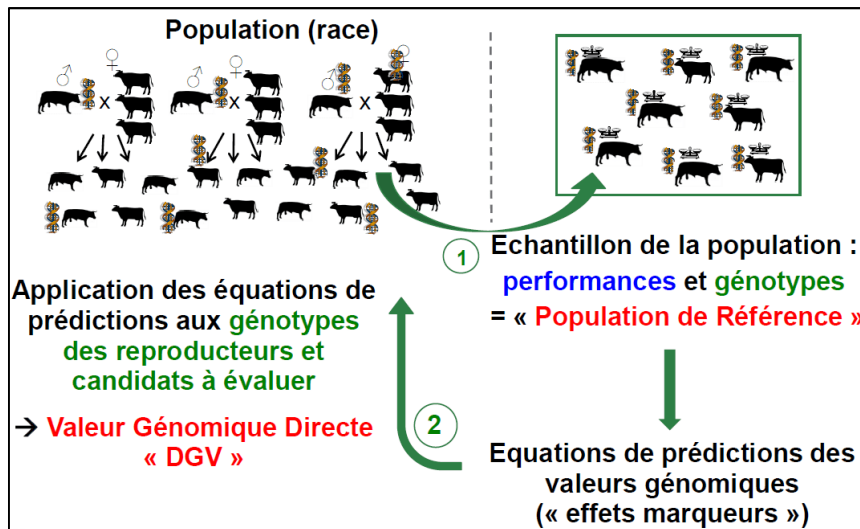 Population (race)
♂ ♀ ♂ ♀ ♂ ♀
X X X
1
Echantillon de la population :
performances et génotypes
= « Population de Référence »
Application des équations de
prédictions aux génotypes
des reproducteurs et
candidats à évaluer
→ Valeur Génomique Directe
« DGV »
2
Equations de prédictions des
valeurs génomiques
(« effets marqueurs »)